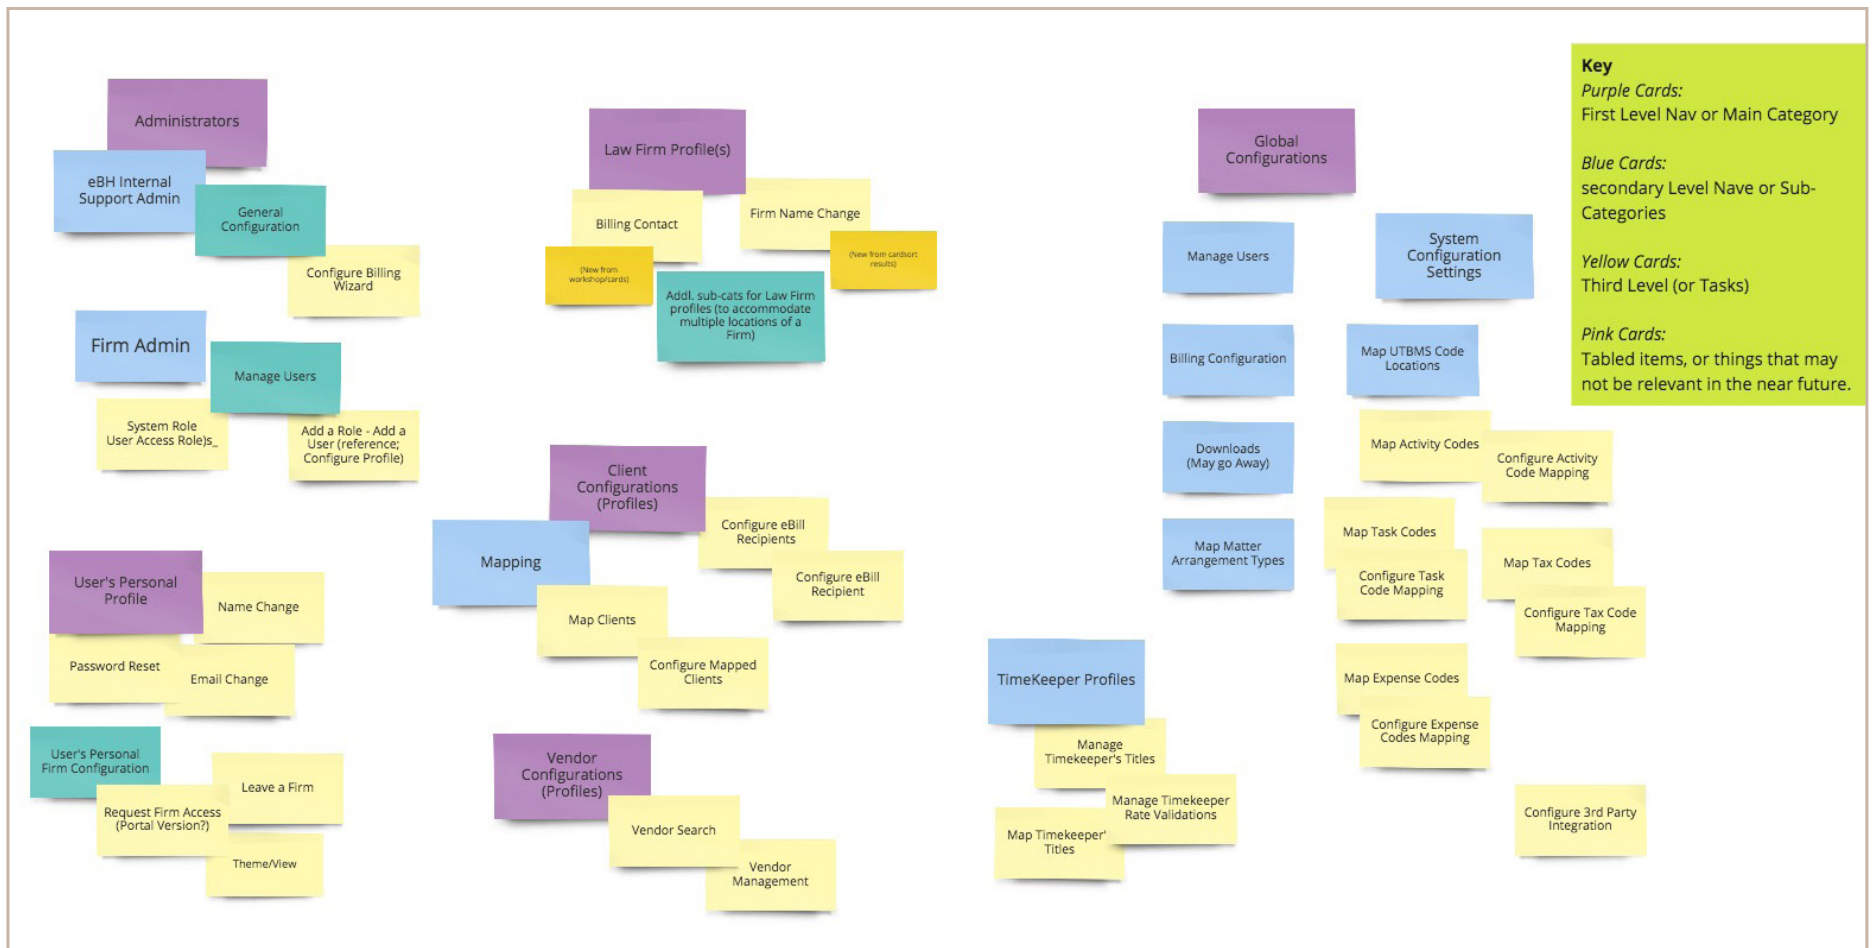 Administrators
eBH Internal
Support Admin
General
Configuration
Configure Billing
Wizard
Firm Admin
Manage Users
System Role
User Access Role)s_
Add a Role - Add a
User (reference;
Configure Profile)
User's Personal
Profile
Name Change
Password Reset
Email Change
User's Personal
Firm Configuration
Leave a Firm
Request Firm Access
(Portal Version?)
Theme/View
Law Firm Profile(s)
Billing Contact
Firm Name Change
(New from
workshop/cards)
(New from cardsort
results)
Addl. sub-cats for Law Firm
profiles (to accommodate
multiple locations of a
Firm)
Client
Configurations
(Profiles)
Mapping
Configure eBill
Recipients
Configure eBill
Recipient
Map Clients
Configure Mapped
Clients
Vendor
Configurations
(Profiles)
Vendor Search
Vendor
Management
Global
Configurations
Manage Users
System
Configuration
Settings
Billing Configuration
Map UTBMS Code
Locations
Downloads
(May go Away)
Map Activity Codes
Configure Activity
Code Mapping
Map Matter
Arrangement Types
Map Task Codes
Configure Task
Code Mapping
Map Tax Codes
Configure Tax Code
Mapping
Map Expense Codes
Configure Expense
Codes Mapping
TimeKeeper Profiles
Manage
Timekeeper's Titles
Manage Timekeeper
Rate Validations
Map Timekeeper'
Titles
Configure 3rd Party
Integration
Key
Purple Cards:
First Level Nav or Main Category
Blue Cards:
secondary Level Nave or Sub-
Categories
Yellow Cards:
Third Level (or Tasks)
Pink Cards:
Tabled items, or things that may
not be relevant in the near future.